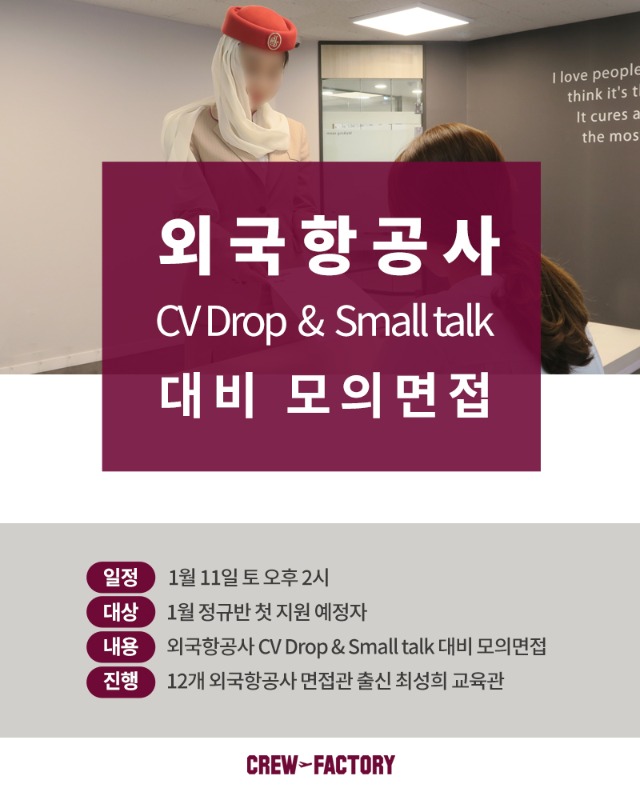 I love people
think it's t
It cures a
the mos
외국항공사
CV Drop & Small talk
대비 모의면접
일정 1월 11일 토 오후 2시
대상 1월 정규반 첫 지원 예정자
내용 외국항공사 CV Drop & Small talk 대비 모의면접
진행 12개 외국항공사 면접관 출신 최성희 교육관
CREW FACTORY